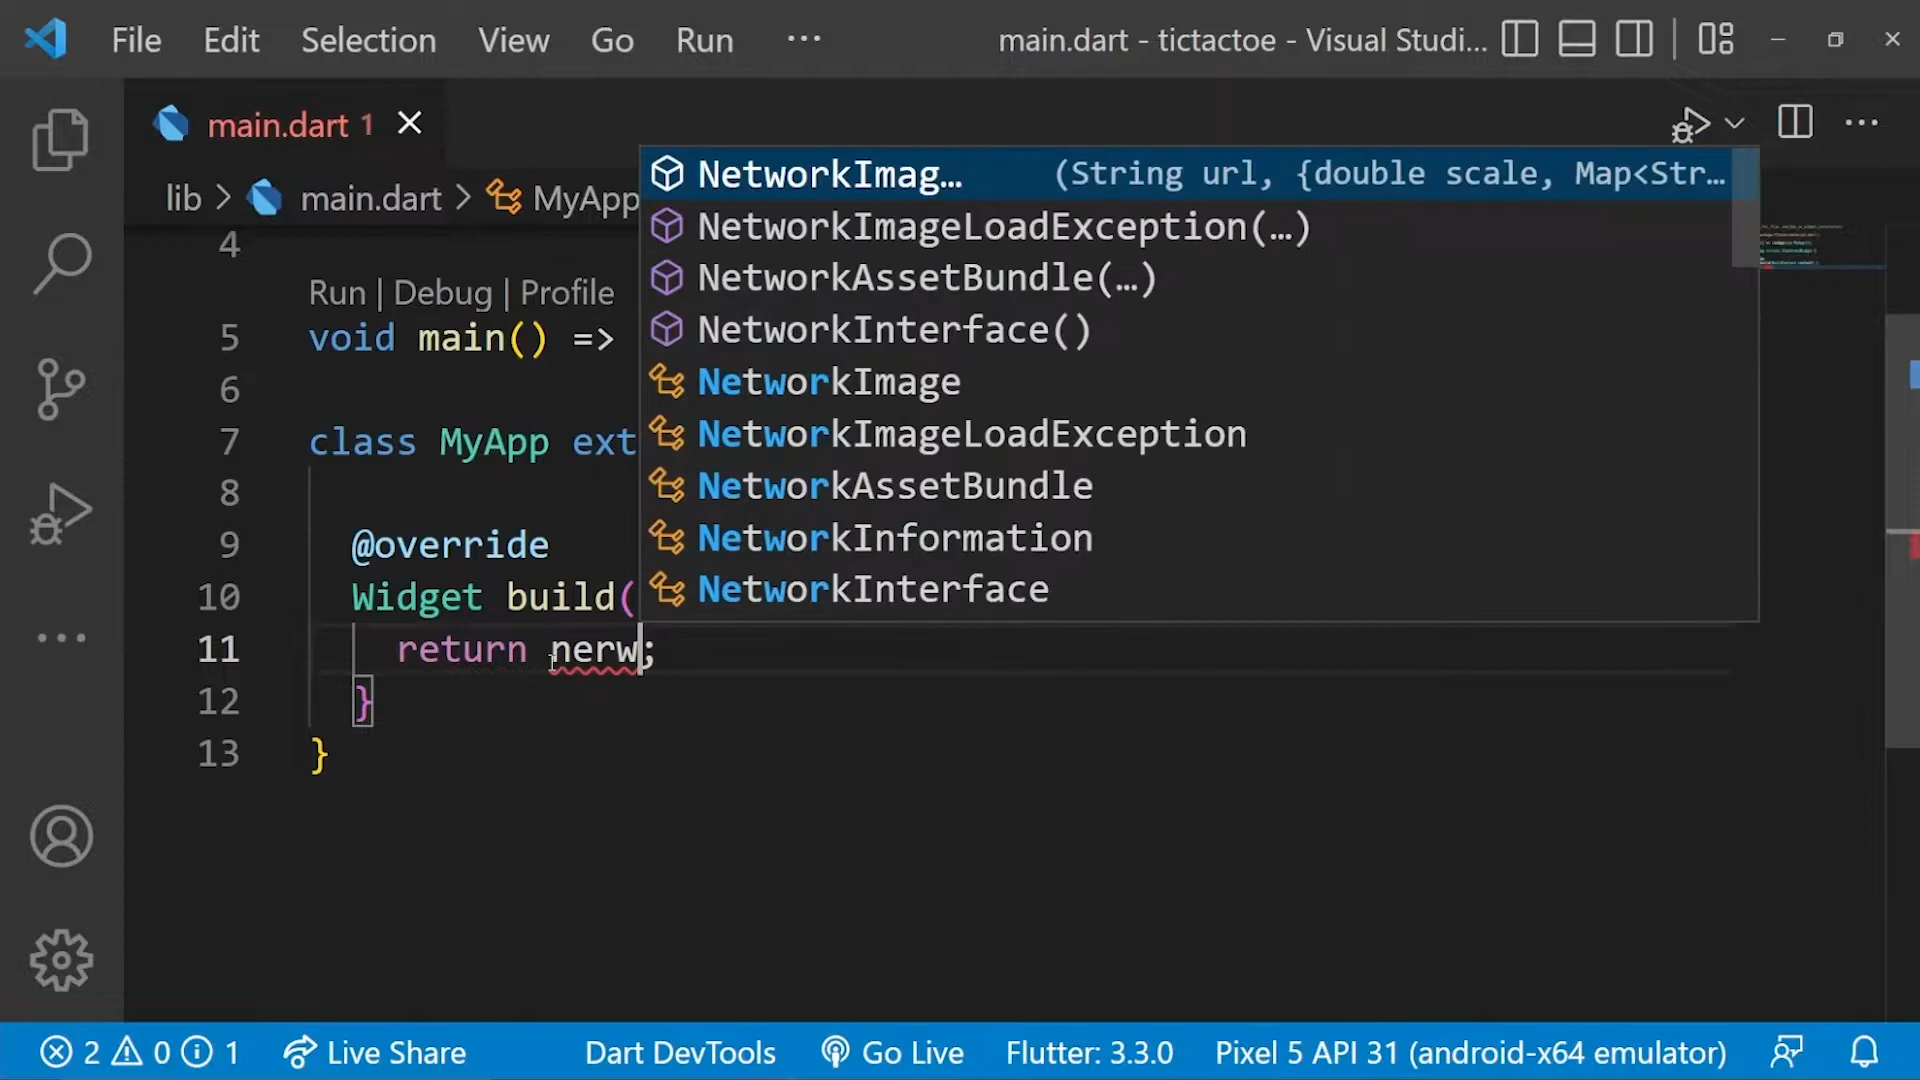 File Edit Selection View Go Run ··· main.dart - tictactoe - Visual Studi...
main.dart 1
lib > main.dart > MyApp
NetworkImag… (String url, {double scale, Map<Str…
NetworkImageLoadException(…)
NetworkAssetBundle(…)
NetworkInterface()
NetworkImage
NetworkImageLoadException
NetworkAssetBundle
NetworkInformation
NetworkInterface
4
Run | Debug | Profile
5 void main() =>
6
7 class MyApp ext
8
9 @override
10 Widget build(
11 return nerw;
12 }
13 }
2 0 1 Live Share Dart DevTools Go Live Flutter: 3.3.0 Pixel 5 API 31 (android-x64 emulator)